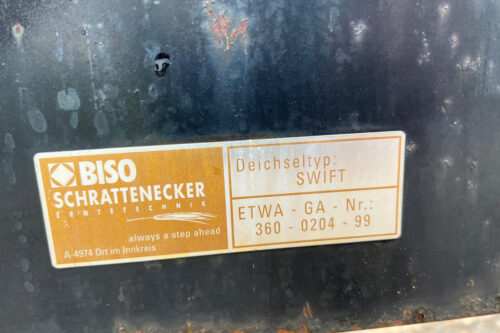 BISO
SCHRATTENECKER
ERNTETECHNIK
always a step ahead
A-4974 Ort im Innkreis
Deichseltyp:
SWIFT
ETWA - GA - Nr.:
360 - 0204 - 99